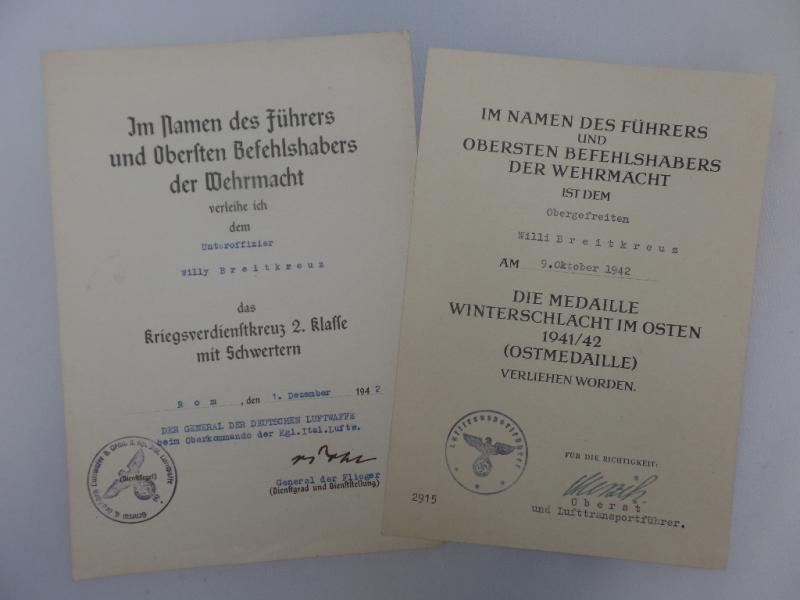 Im Namen des Führers
und Obersten Befehlshabers
der Wehrmacht
verleihe ich
dem
Unteroffizier
Willy Breitkreuz
das
Kriegsverdienstkreuz 2. Klasse
mit Schwertern
Rom, den 1. Dezember 1942
DER GENERAL DER DEUTSCHEN LUFTWAFFE
beim Oberkommando der Kgl.Ital.Luftw.
(Dienstsiegel)
General der Flieger
(Dienstgrad und Dienststellung)
IM NAMEN DES FÜHRERS
UND
OBERSTEN BEFEHLSHABERS
DER WEHRMACHT
IST DEM
Obergefreiten
Willi Breitkreuz
AM 9.Oktober 1942
DIE MEDAILLE
WINTERSCHLACHT IM OSTEN
1941/42
(OSTMEDAILLE)
VERLIEHEN WORDEN.
Lufttransportführer
FÜR DIE RICHTIGKEIT:
2915
Oberst
und Lufttransportführer.